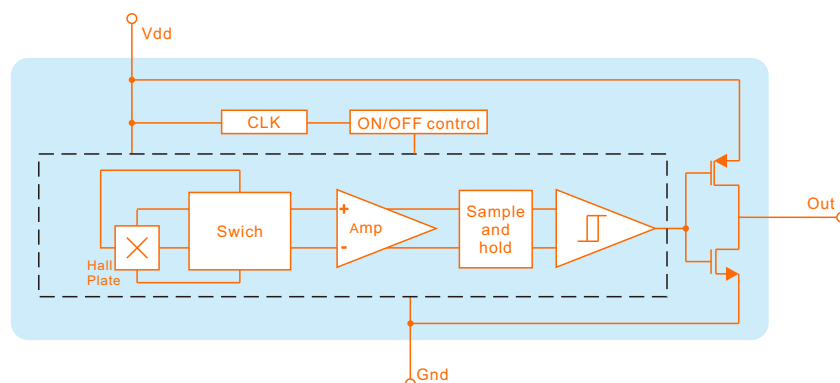 Vdd
CLK
ON/OFF control
Hall
Plate
Swich
+
-
Amp
Sample
and
hold
Out
Gnd